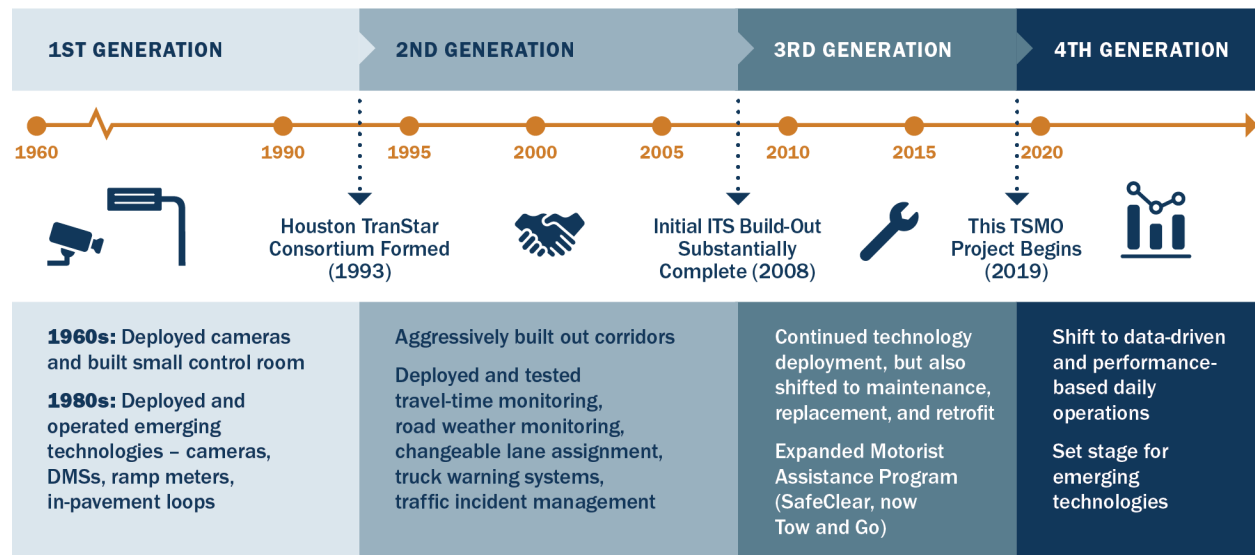 1ST GENERATION
2ND GENERATION
3RD GENERATION
4TH GENERATION
1960
1990
1995
2000
2005
2010
2015
2020
Houston TranStar
Consortium Formed
(1993)
Initial ITS Build-Out
Substantially
Complete (2008)
This TSMO
Project Begins
(2019)
1960s: Deployed cameras
and built small control room
1980s: Deployed and
operated emerging
technologies – cameras,
DMSs, ramp meters,
in-pavement loops
Aggressively built out corridors
Deployed and tested
travel-time monitoring,
road weather monitoring,
changeable lane assignment,
truck warning systems,
traffic incident management
Continued technology
deployment, but also
shifted to maintenance,
replacement, and retrofit
Expanded Motorist
Assistance Program
(SafeClear, now
Tow and Go)
Shift to data-driven
and performance-
based daily
operations
Set stage for
emerging
technologies